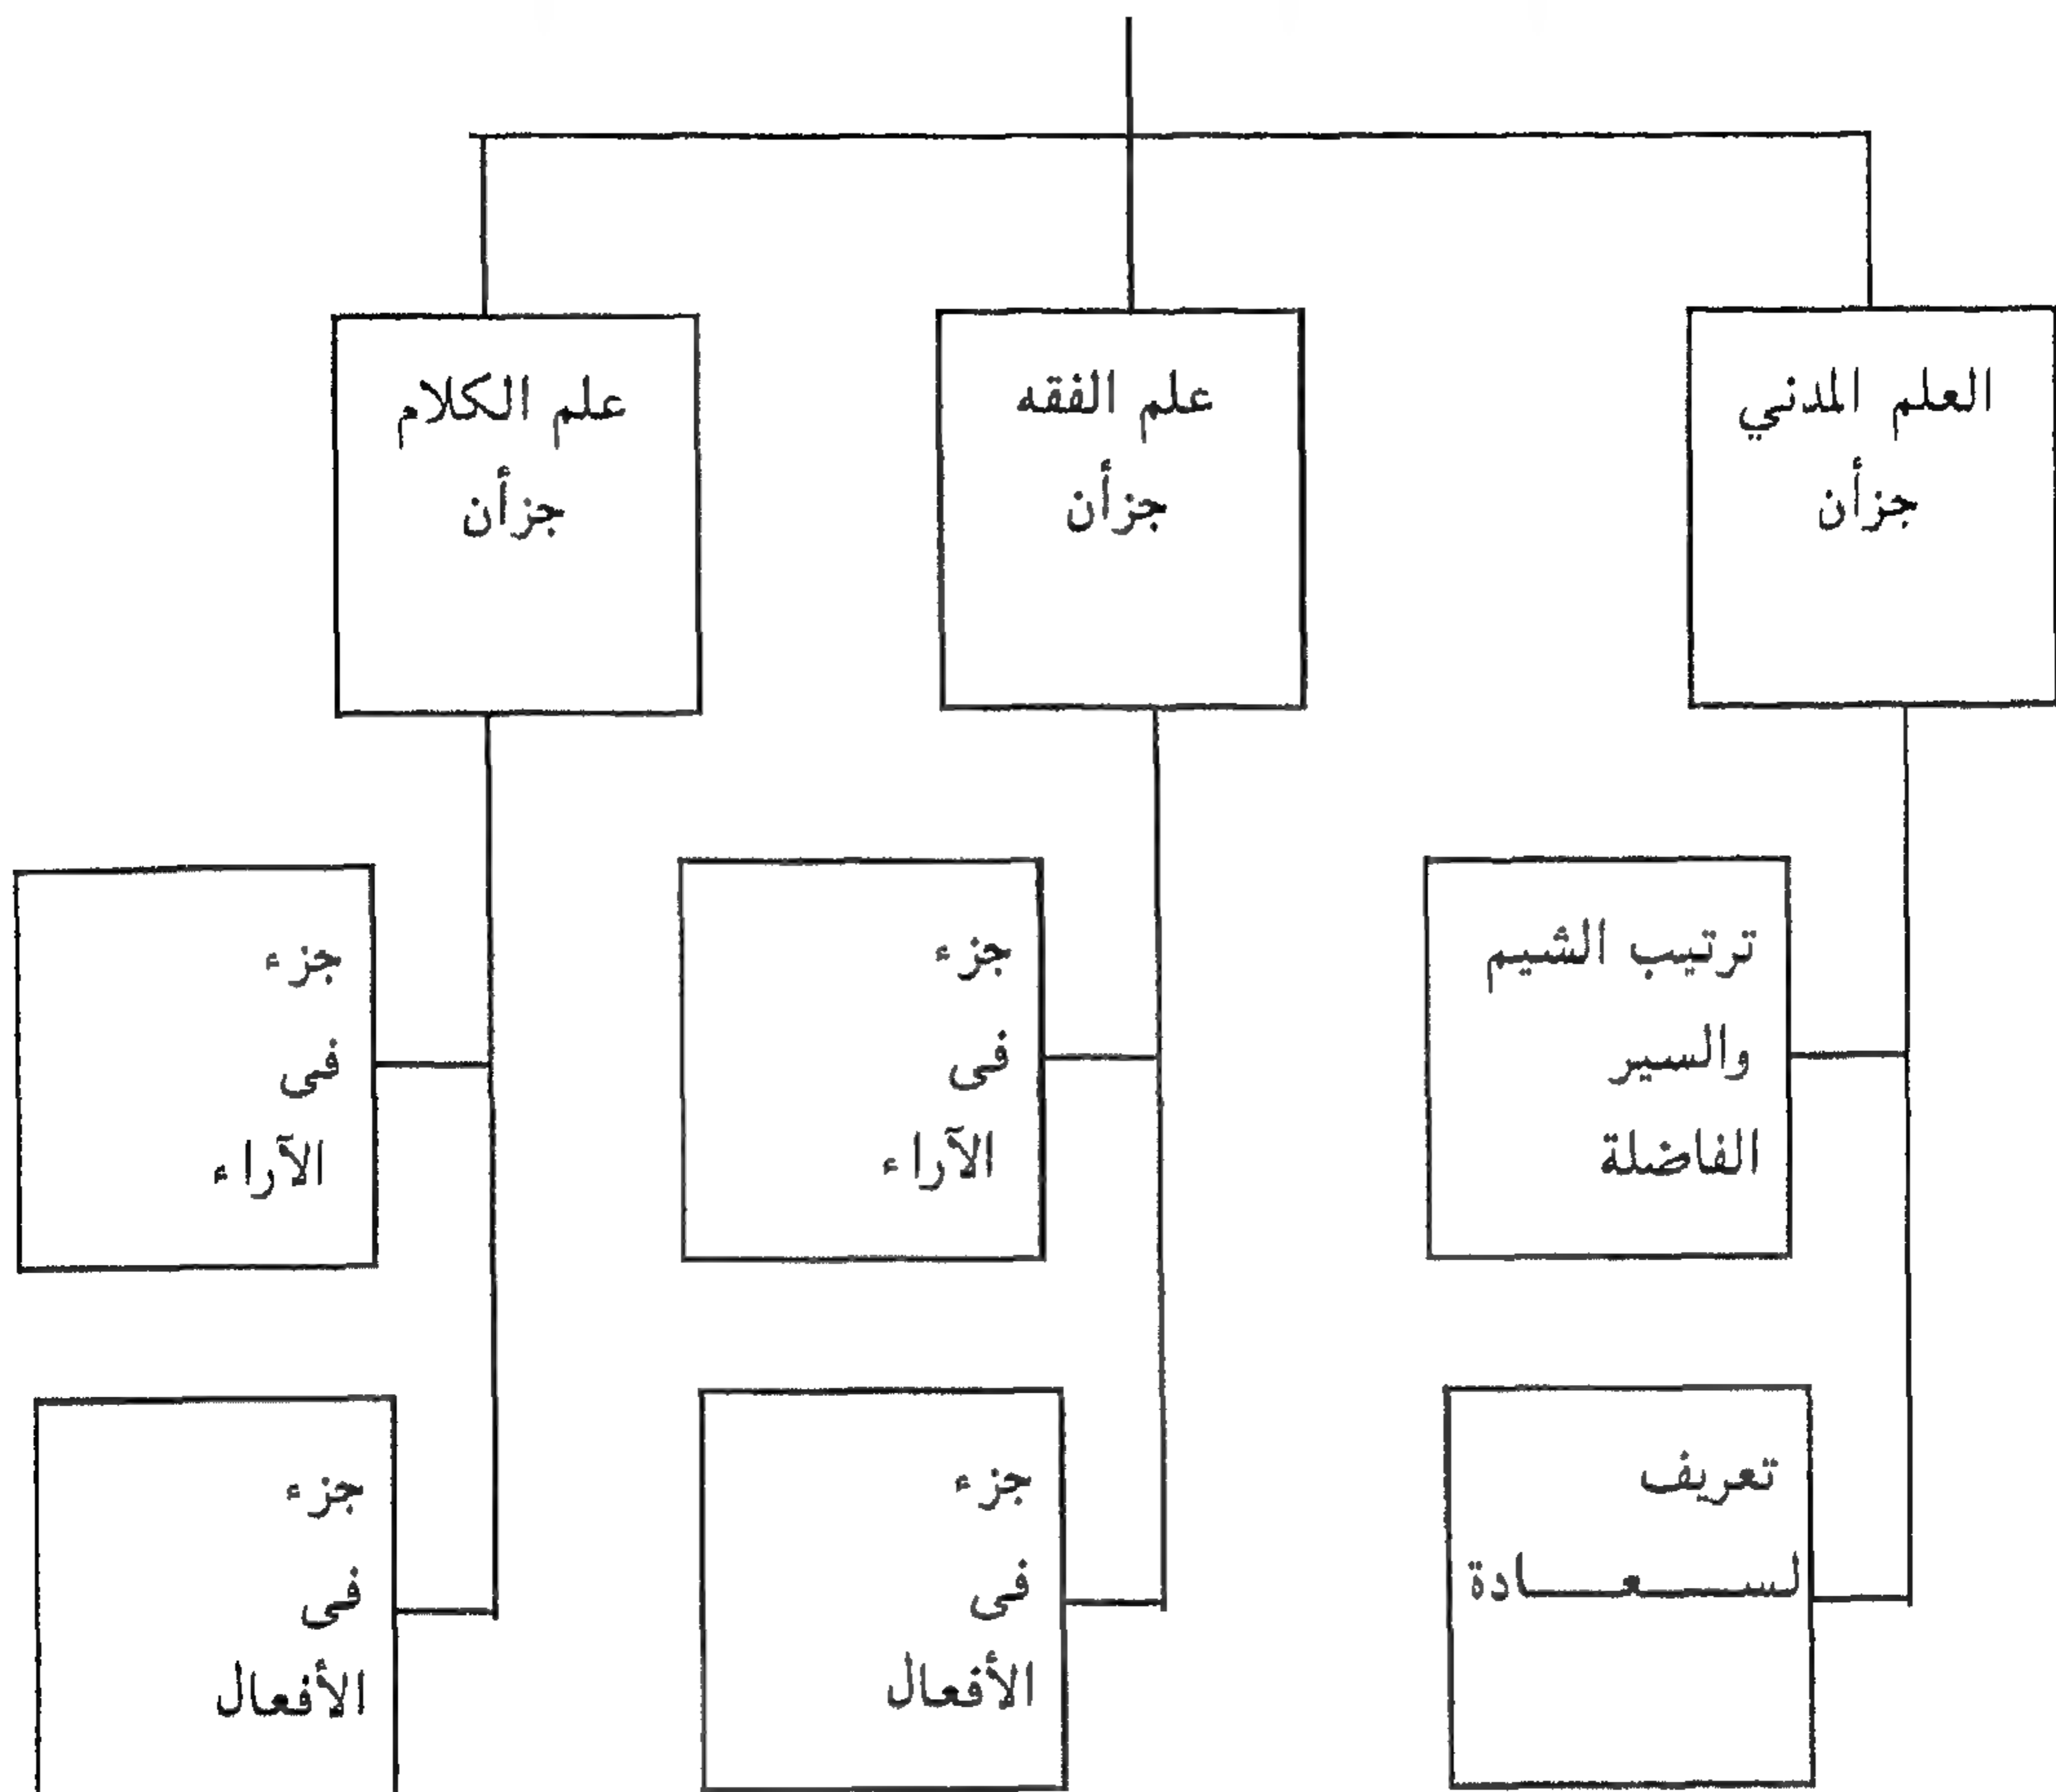 العلم المدني
جزأن
علم الفقه
جزأن
علم الكلام
جزأن
ترتيب الشيم
والسير
الفاضلة
جزء
فى
الآراء
جزء
فى
الآراء
تعريف
لســـعـــادة
جزء
فى
الأفعال
جزء
فى
الأفعال